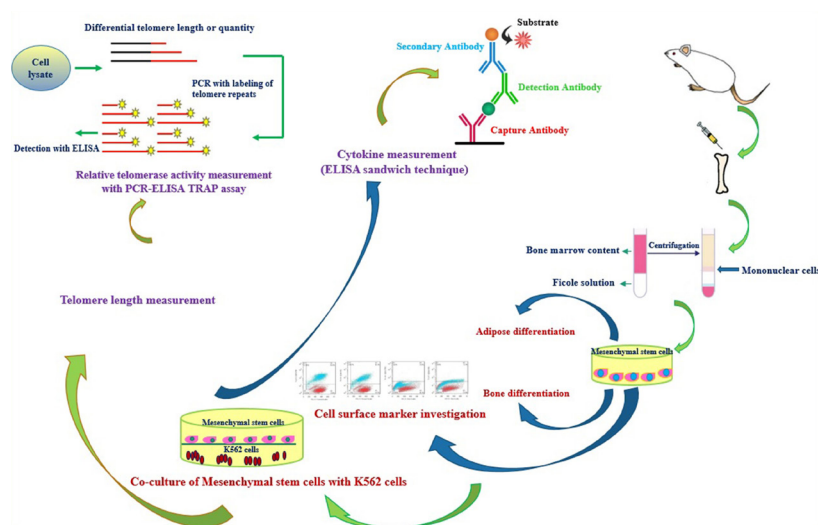 Differential telomere length or quantity
Cell
lysate
PCR with labeling of
telomere repeats
Detection with ELISA
Relative telomerase activity measurement
with PCR-ELISA TRAP assay
Telomere length measurement
Substrate
Secondary Antibody
Detection Antibody
Capture Antibody
Cytokine measurement
(ELISA sandwich technique)
Bone marrow content
Centrifugation
Mononuclear cells
Ficole solution
Adipose differentiation
Mesenchymal stem cells
Bone differentiation
Cell surface marker investigation
Mesenchymal stem cells
K562 cells
Co-culture of Mesenchymal stem cells with K562 cells